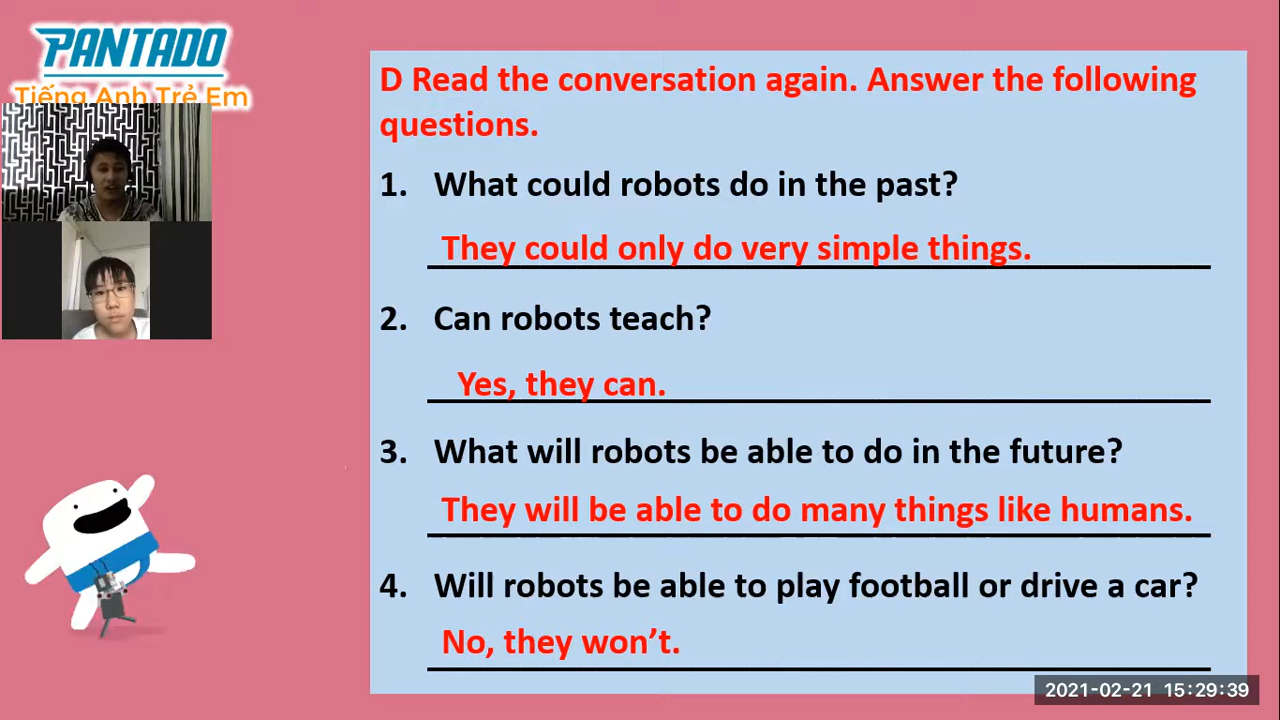 PANTADO
Tiếng Anh Trẻ Em
D Read the conversation again. Answer the following
questions.
1. What could robots do in the past?
They could only do very simple things.
2. Can robots teach?
Yes, they can.
3. What will robots be able to do in the future?
They will be able to do many things like humans.
4. Will robots be able to play football or drive a car?
No, they won’t.
2021-02-21 15:29:39